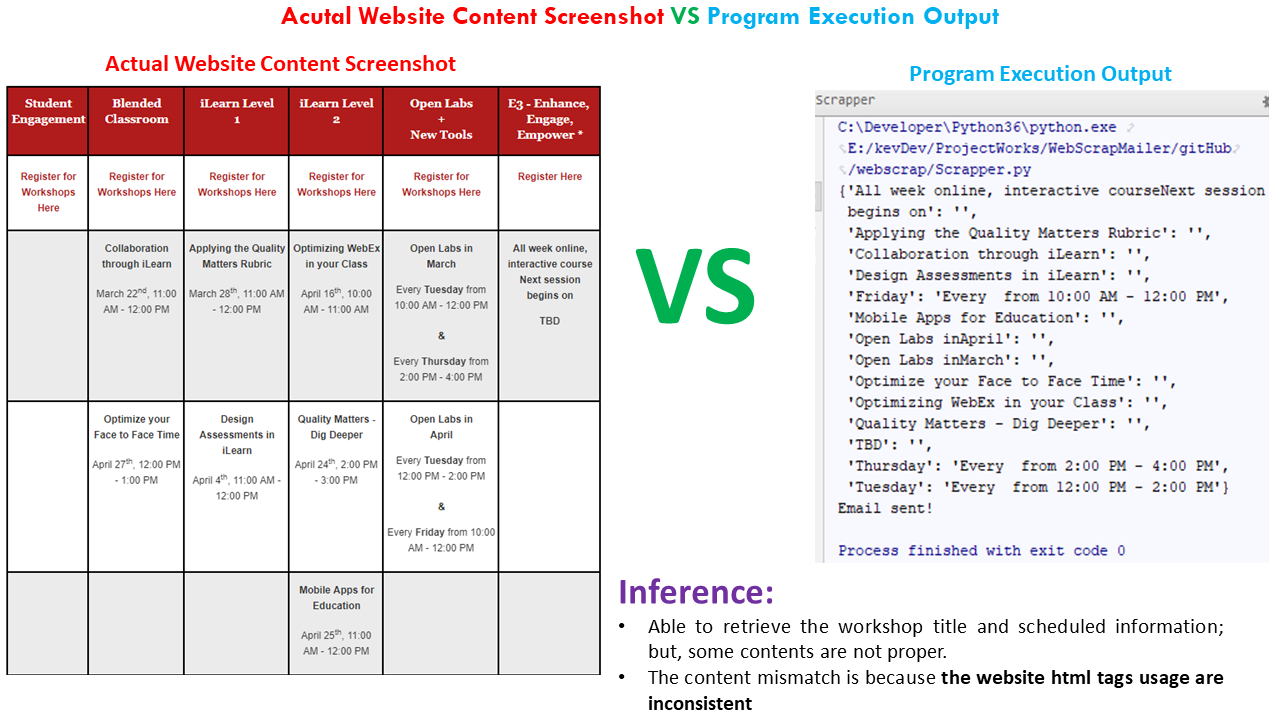 Acutal Website Content Screenshot VS Program Execution Output
Actual Website Content Screenshot
Student
Engagement
Blended
Classroom
iLearn Level
1
iLearn Level
2
Open Labs
+
New Tools
E3 - Enhance,
Engage,
Empower *
Register for
Workshops
Here
Register for
Workshops Here
Register for
Workshops Here
Register for
Workshops Here
Register for
Workshops Here
Register Here
Collaboration
through iLearn
March 22nd, 11:00
AM - 12:00 PM
Applying the Quality
Matters Rubric
March 28th, 11:00 AM
- 12:00 PM
Optimizing WebEx
in your Class
April 16th, 10:00
AM - 11:00 AM
Open Labs in
March
Every Tuesday from
10:00 AM - 12:00 PM
&
Every Thursday from
2:00 PM - 4:00 PM
All week online,
interactive course
Next session
begins on
TBD
Optimize your
Face to Face Time
April 27th, 12:00 PM
- 1:00 PM
Design
Assessments in
iLearn
April 4th, 11:00 AM -
12:00 PM
Quality Matters -
Dig Deeper
April 24th, 2:00 PM
- 3:00 PM
Open Labs in
April
Every Tuesday from
12:00 PM - 2:00 PM
&
Every Friday from 10:00
AM - 12:00 PM
Mobile Apps for
Education
April 25th, 11:00
AM - 12:00 PM
VS
Program Execution Output
Scrapper
C:\Developer\Python36\python.exe
E:/kevDev/ProjectWorks/WebScrapMailer/gitHub
/webscrap/Scrapper.py
{'All week online, interactive courseNext session
begins on': '',
'Applying the Quality Matters Rubric': '',
'Collaboration through iLearn': '',
'Design Assessments in iLearn': '',
'Friday': 'Every  from 10:00 AM - 12:00 PM',
'Mobile Apps for Education': '',
'Open Labs inApril': '',
'Open Labs inMarch': '',
'Optimize your Face to Face Time': '',
'Optimizing WebEx in your Class': '',
'Quality Matters - Dig Deeper': '',
'TBD': '',
'Thursday': 'Every  from 2:00 PM - 4:00 PM',
'Tuesday': 'Every  from 12:00 PM - 2:00 PM'}
Email sent!
Process finished with exit code 0
Inference:
• Able to retrieve the workshop title and scheduled information;
but, some contents are not proper.
• The content mismatch is because the website html tags usage are
inconsistent